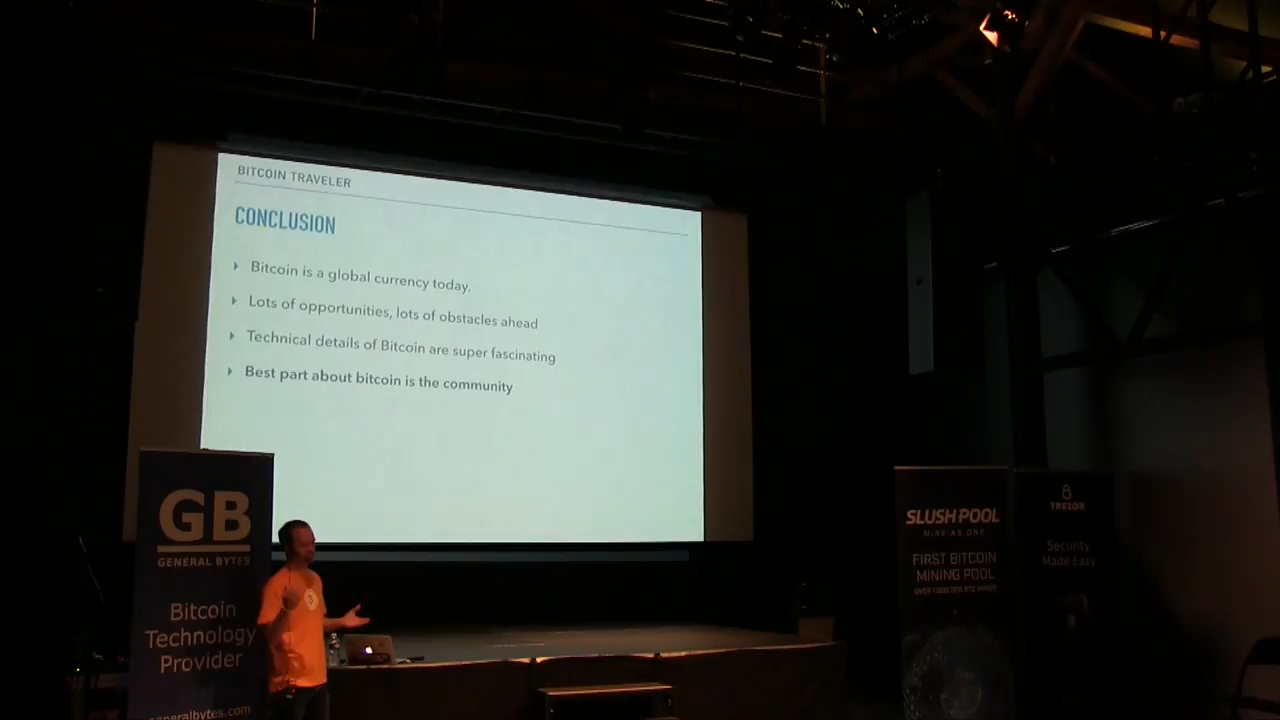 BITCOIN TRAVELER
CONCLUSION
Bitcoin is a global currency today.
Lots of opportunities, lots of obstacles ahead
Technical details of Bitcoin are super fascinating
Best part about bitcoin is the community
GB
GENERAL BYTES
Bitcoin
Technology
Provider
generalbytes.com
SLUSHPOOL
MINE AS ONE
FIRST BITCOIN
MINING POOL
OVER 1 000 000 BTC MINED
TREZOR
Security
Made Easy